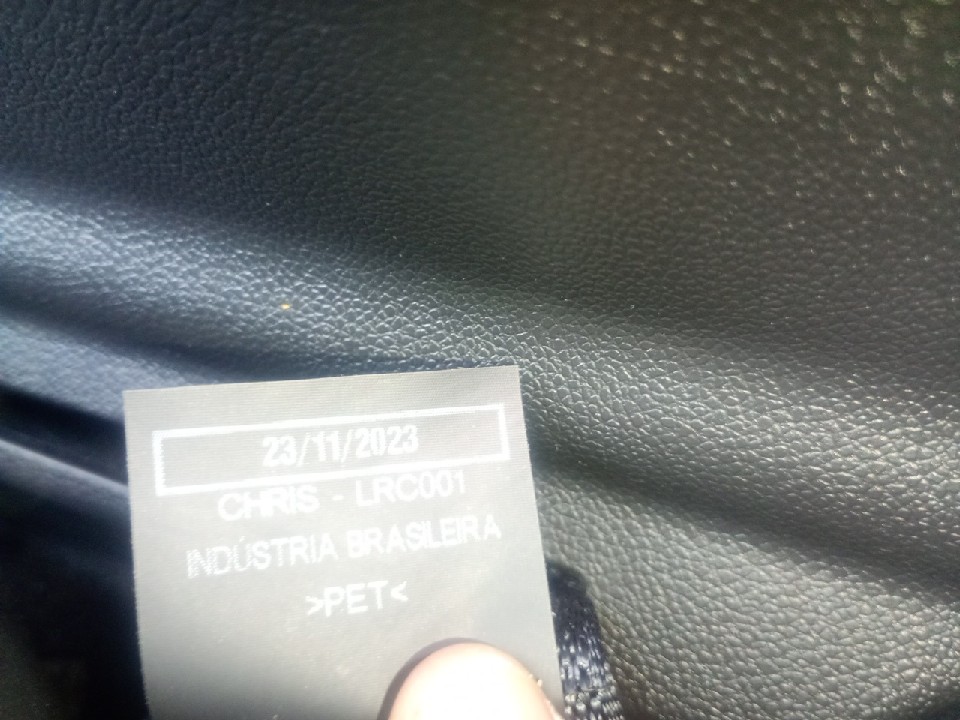 23/11/2023
CHRIS - LRC001
INDÚSTRIA BRASILEIRA
>PET<